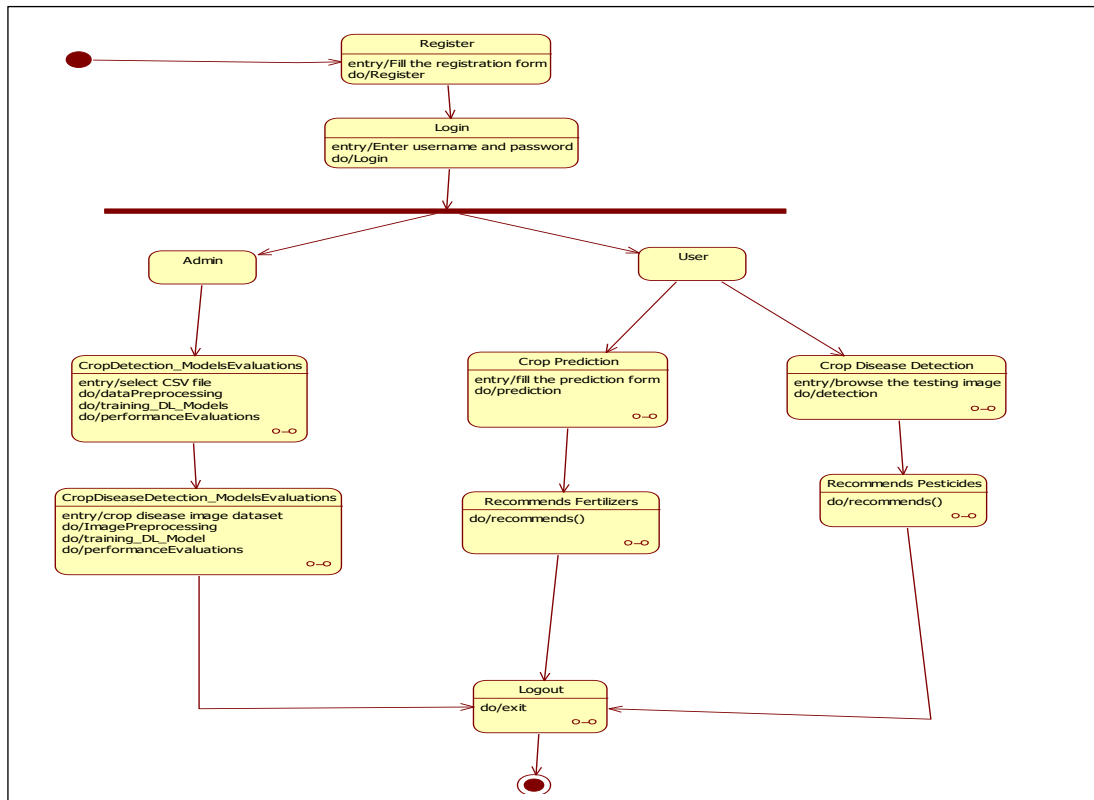 Register
entry/Fill the registration form
do/Register
Login
entry/Enter username and password
do/Login
Admin
User
CropDetection_ModelsEvaluations
entry/select CSV file
do/dataPreprocessing
do/training_DL_Models
do/performanceEvaluations
Crop Prediction
entry/fill the prediction form
do/prediction
Crop Disease Detection
entry/browse the testing image
do/detection
CropDiseaseDetection_ModelsEvaluations
entry/crop disease image dataset
do/ImagePreprocessing
do/training_DL_Model
do/performanceEvaluations
Recommends Fertilizers
do/recommends()
Recommends Pesticides
do/recommends()
Logout
do/exit